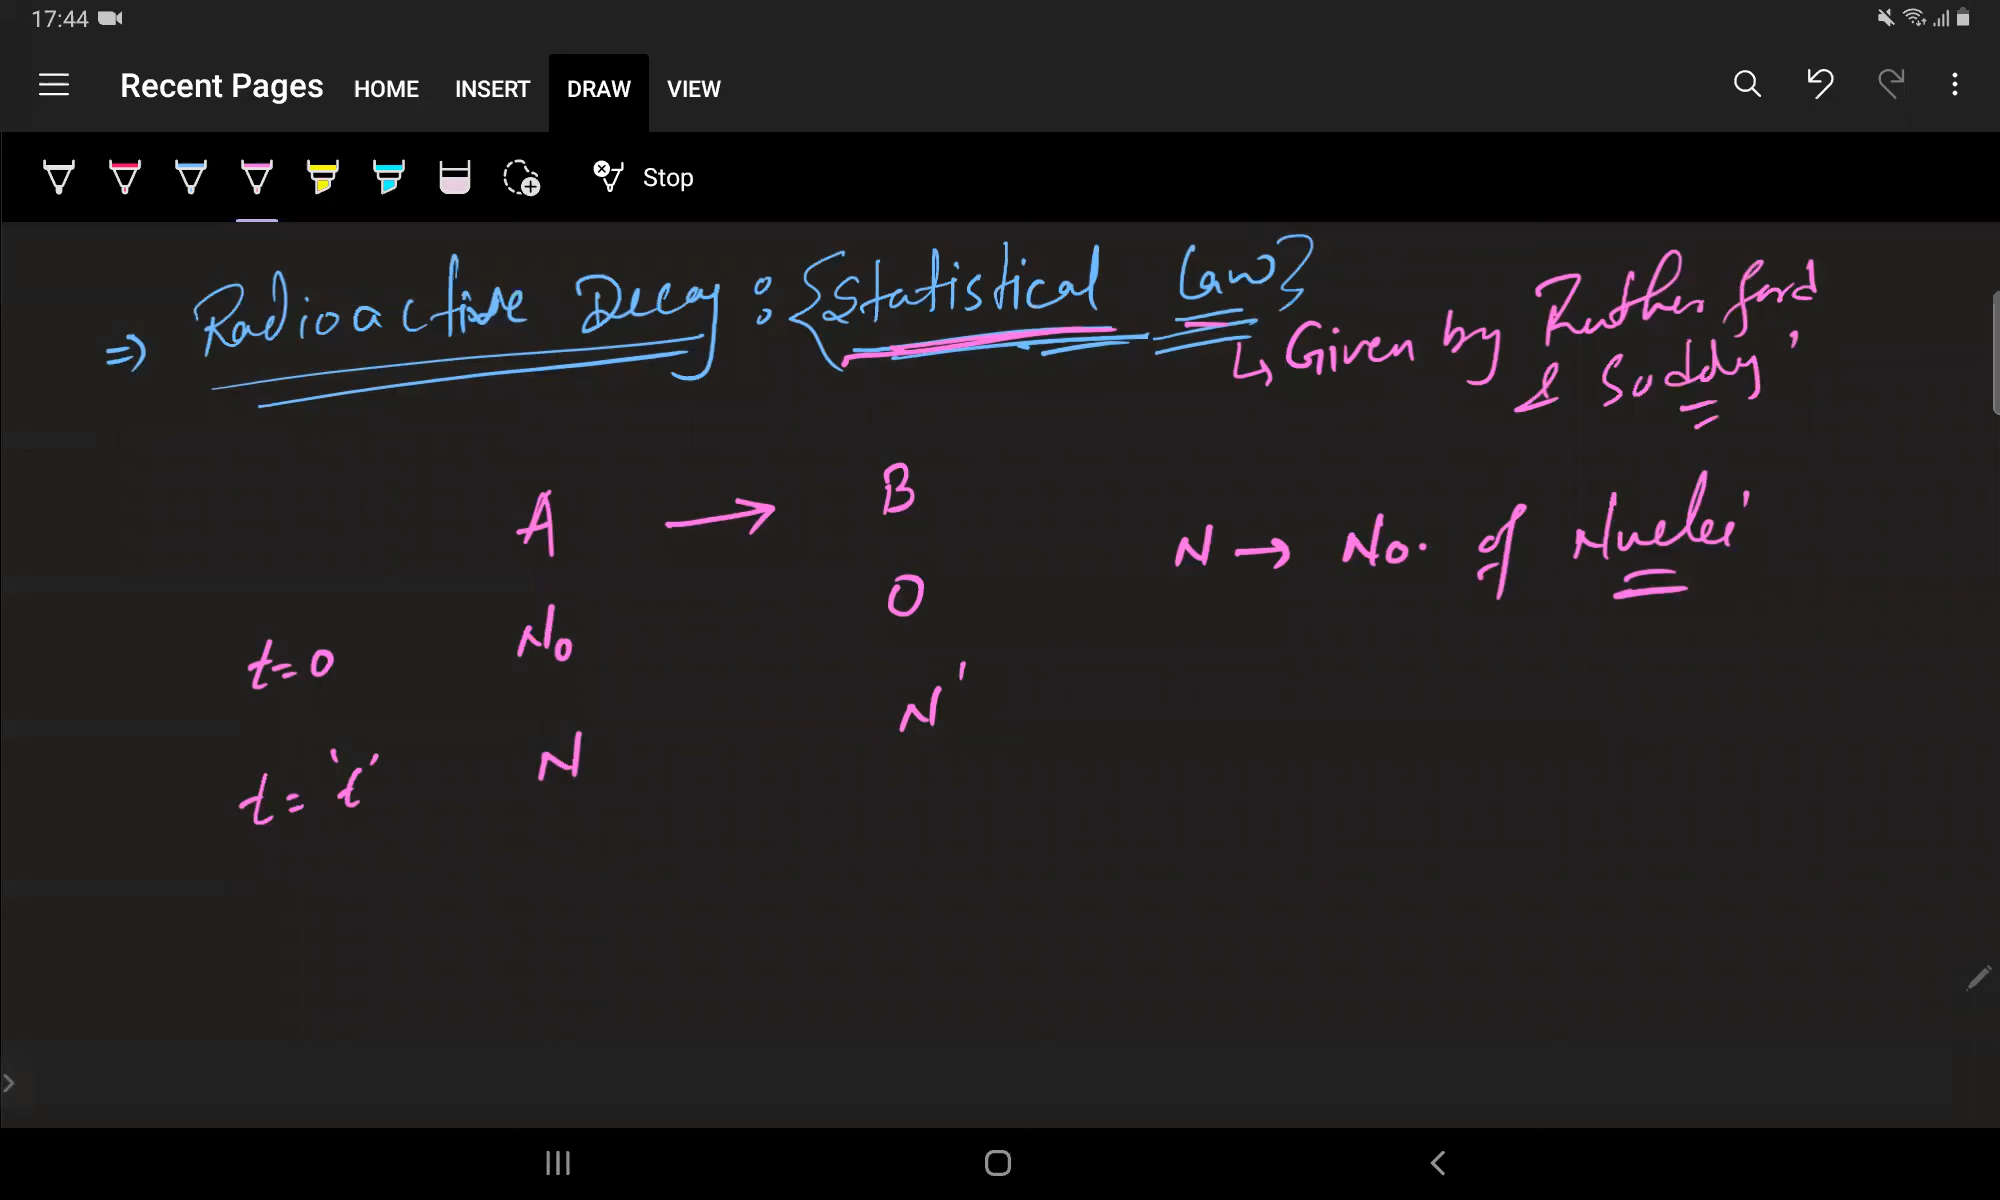 17:44
Recent Pages HOME INSERT DRAW VIEW
Stop
⇒ Radioactive Decay : {Statistical Law}
↳ Given by Rutherford
& Soddy'
A → B
N → No. of Nuclei'
t=0 N₀ 0
t='t' N N'